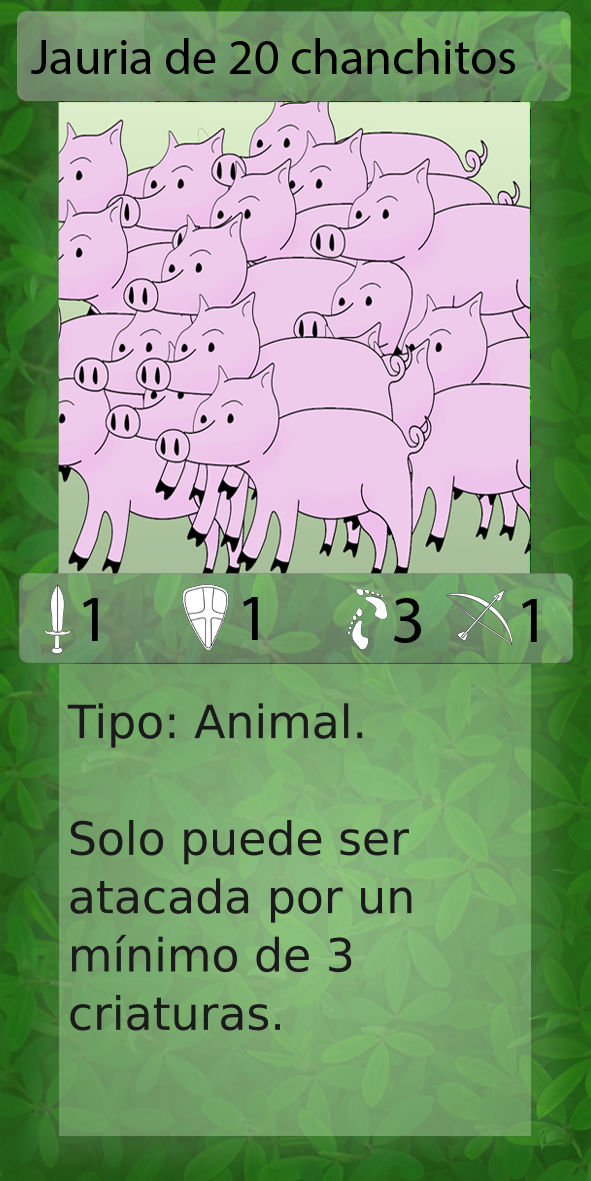 Jauria de 20 chanchitos
1 1 3 1
Tipo: Animal.
Solo puede ser
atacada por un
mínimo de 3
criaturas.